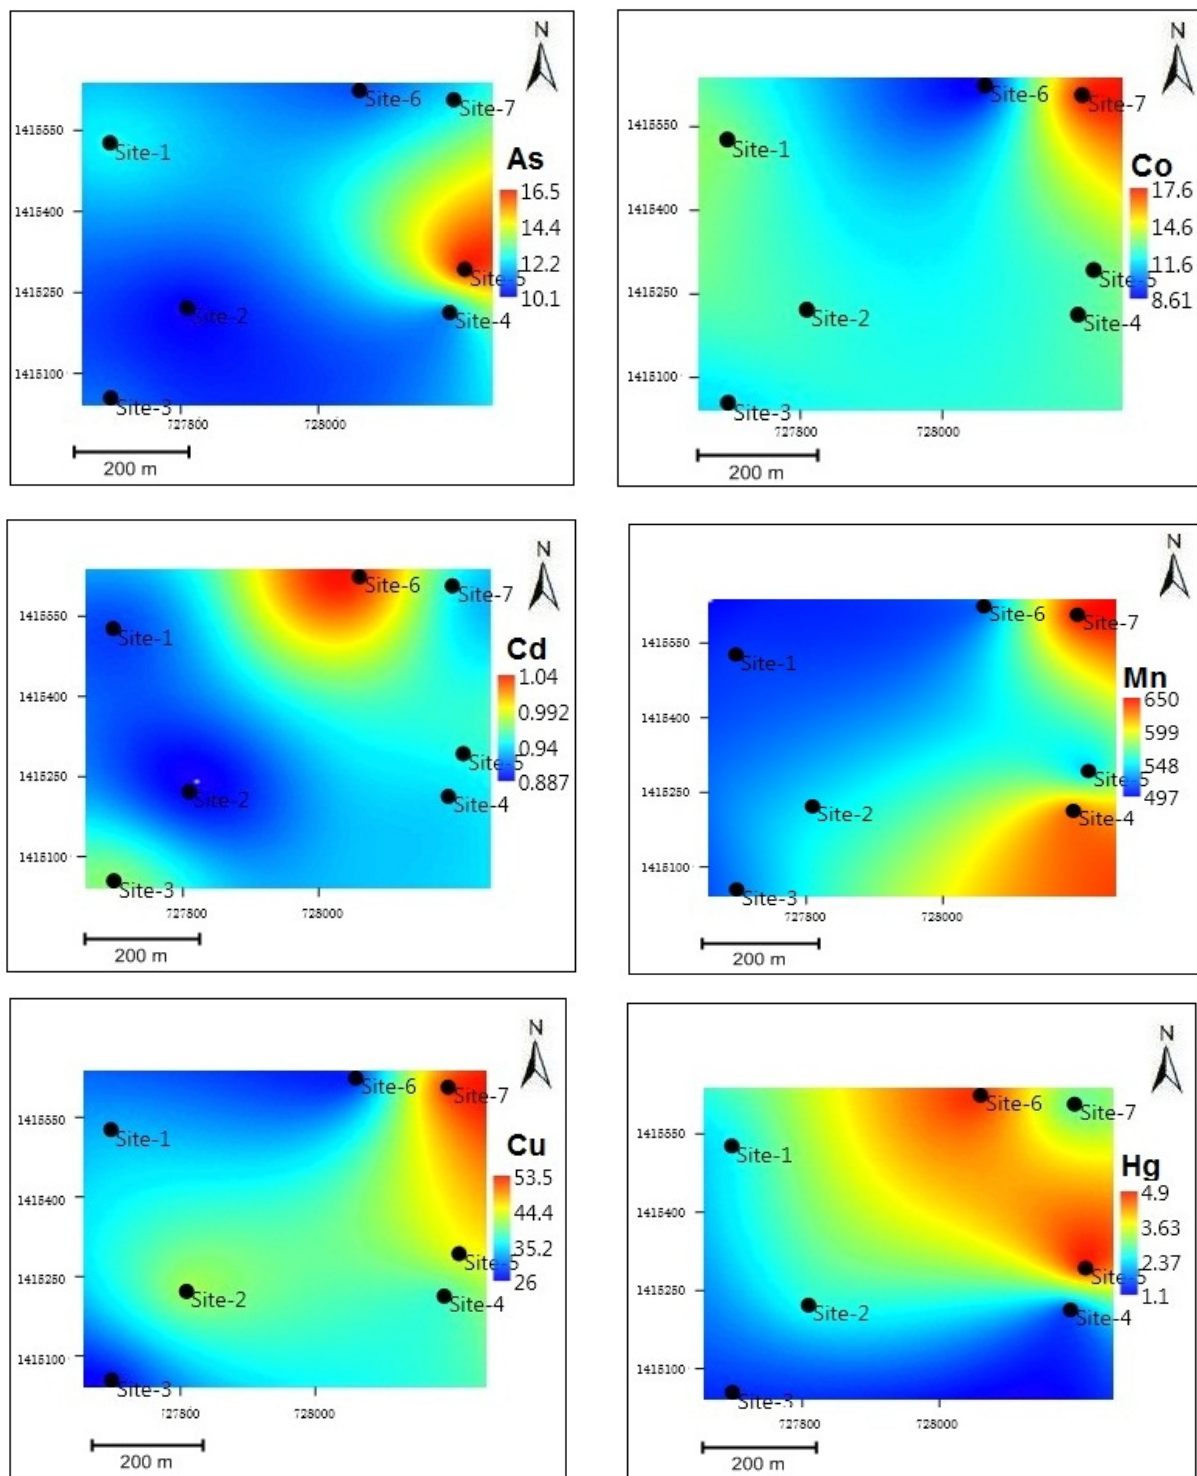 N
Site-6
Site-7
1415550
Site-1
As
16.5
14.4
12.2
10.1
1415400
Site-5
1415250
Site-2
Site-4
1415100
Site-3
727800
728000
200 m
N
Site-6
Site-7
1415550
Site-1
Co
17.6
14.6
11.6
8.61
1415400
Site-5
1415250
Site-2
Site-4
1415100
Site-3
727800
728000
200 m
N
Site-6
Site-7
1415550
Site-1
Cd
1.04
0.992
0.94
0.887
1415400
Site-5
1415250
Site-2
Site-4
1415100
Site-3
727800
728000
200 m
N
Site-6
Site-7
1415550
Site-1
Mn
650
599
548
497
1415400
Site-5
1415250
Site-2
Site-4
1415100
Site-3
727800
728000
200 m
N
Site-6
Site-7
1415550
Site-1
Cu
53.5
44.4
35.2
26
1415400
Site-5
1415250
Site-2
Site-4
1415100
Site-3
727800
728000
200 m
N
Site-6
Site-7
1415550
Site-1
Hg
4.9
3.63
2.37
1.1
1415400
Site-5
1415250
Site-2
Site-4
1415100
Site-3
727800
728000
200 m